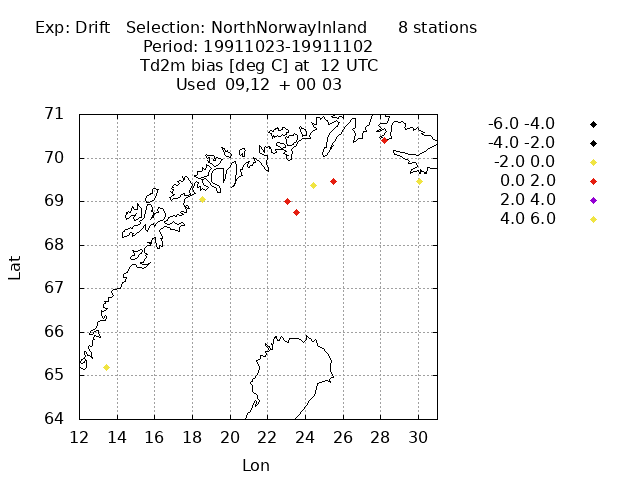 Exp: Drift   Selection: NorthNorwayInland      8 stations
Period: 19911023-19911102
Td2m bias [deg C] at  12 UTC
Used  09,12  + 00 03
71
70
69
68
67
66
65
64
12 14 16 18 20 22 24 26 28 30
Lat
Lon
-6.0 -4.0
-4.0 -2.0
-2.0 0.0
0.0 2.0
2.0 4.0
4.0 6.0